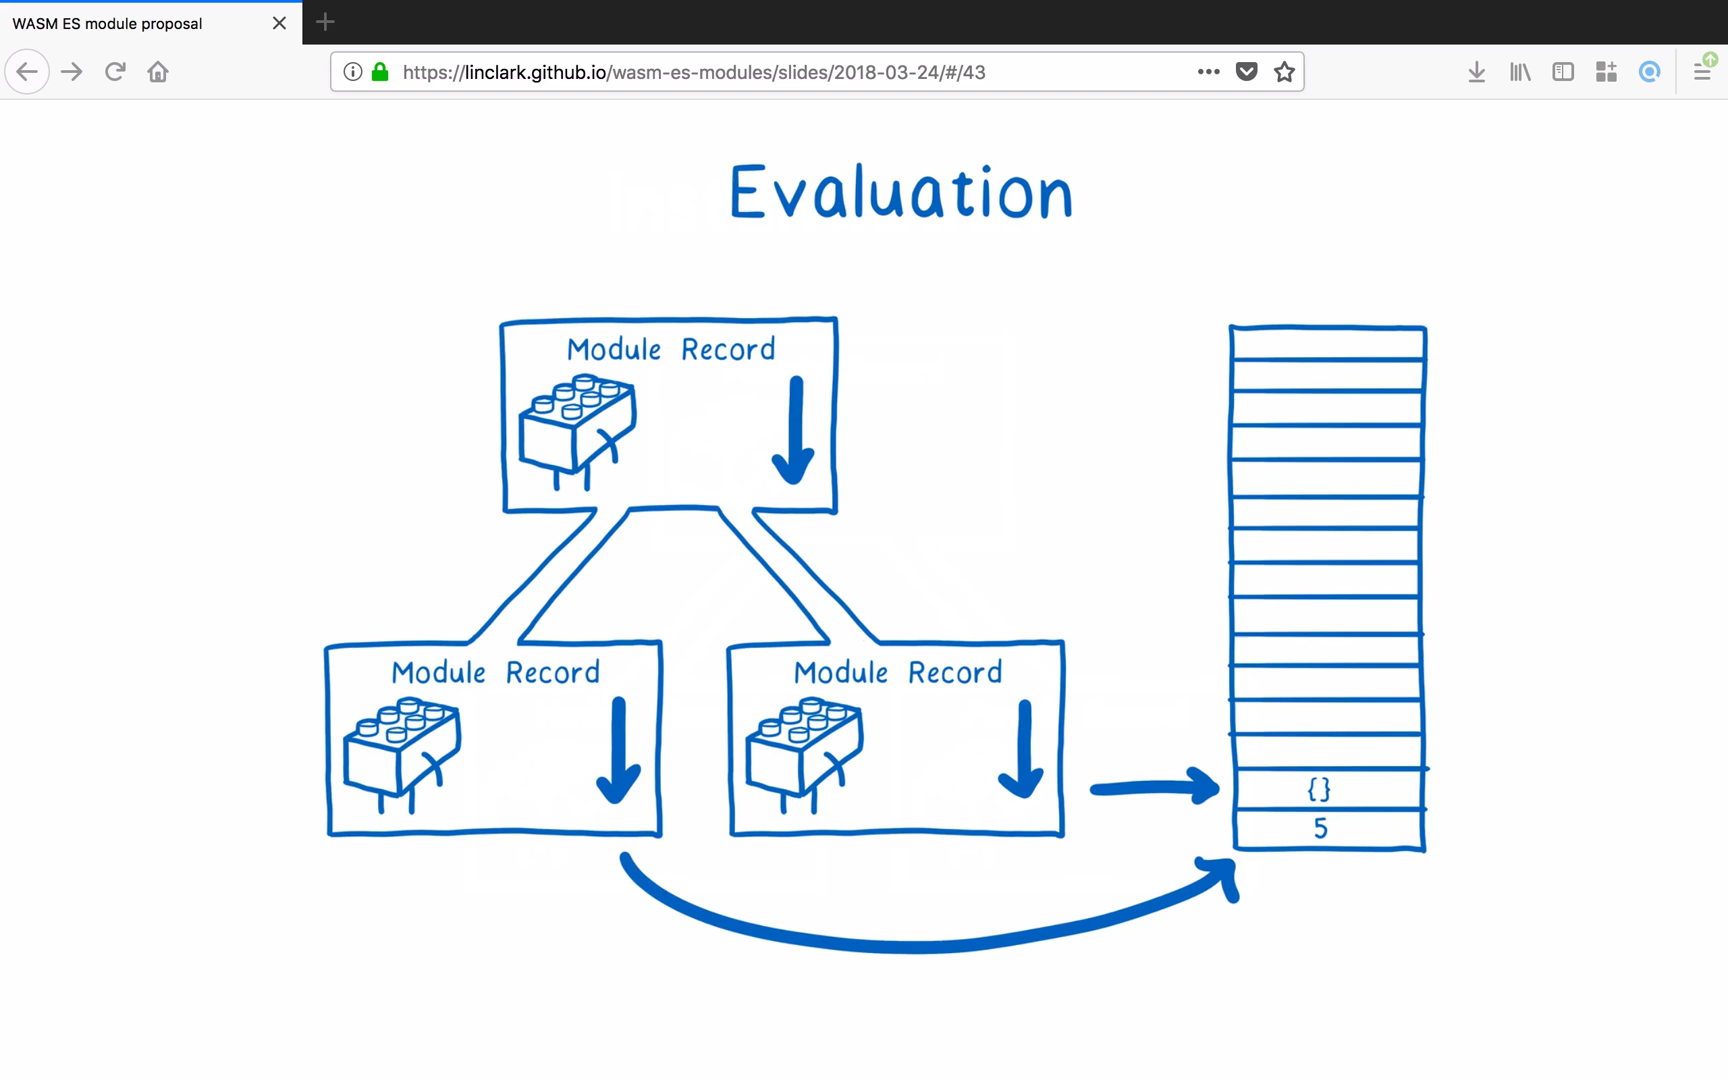 WASM ES module proposal
https://linclark.github.io/wasm-es-modules/slides/2018-03-24/#/43
Evaluation
Module Record
Module Record
Module Record
{}
5